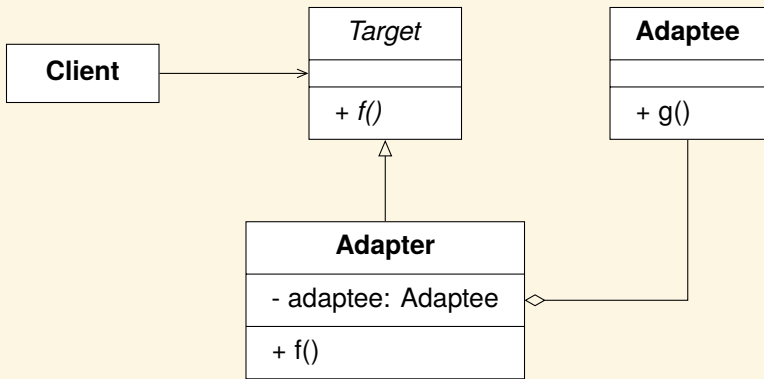 Client
Target
+ f()
Adaptee
+ g()
Adapter
- adaptee: Adaptee
+ f()